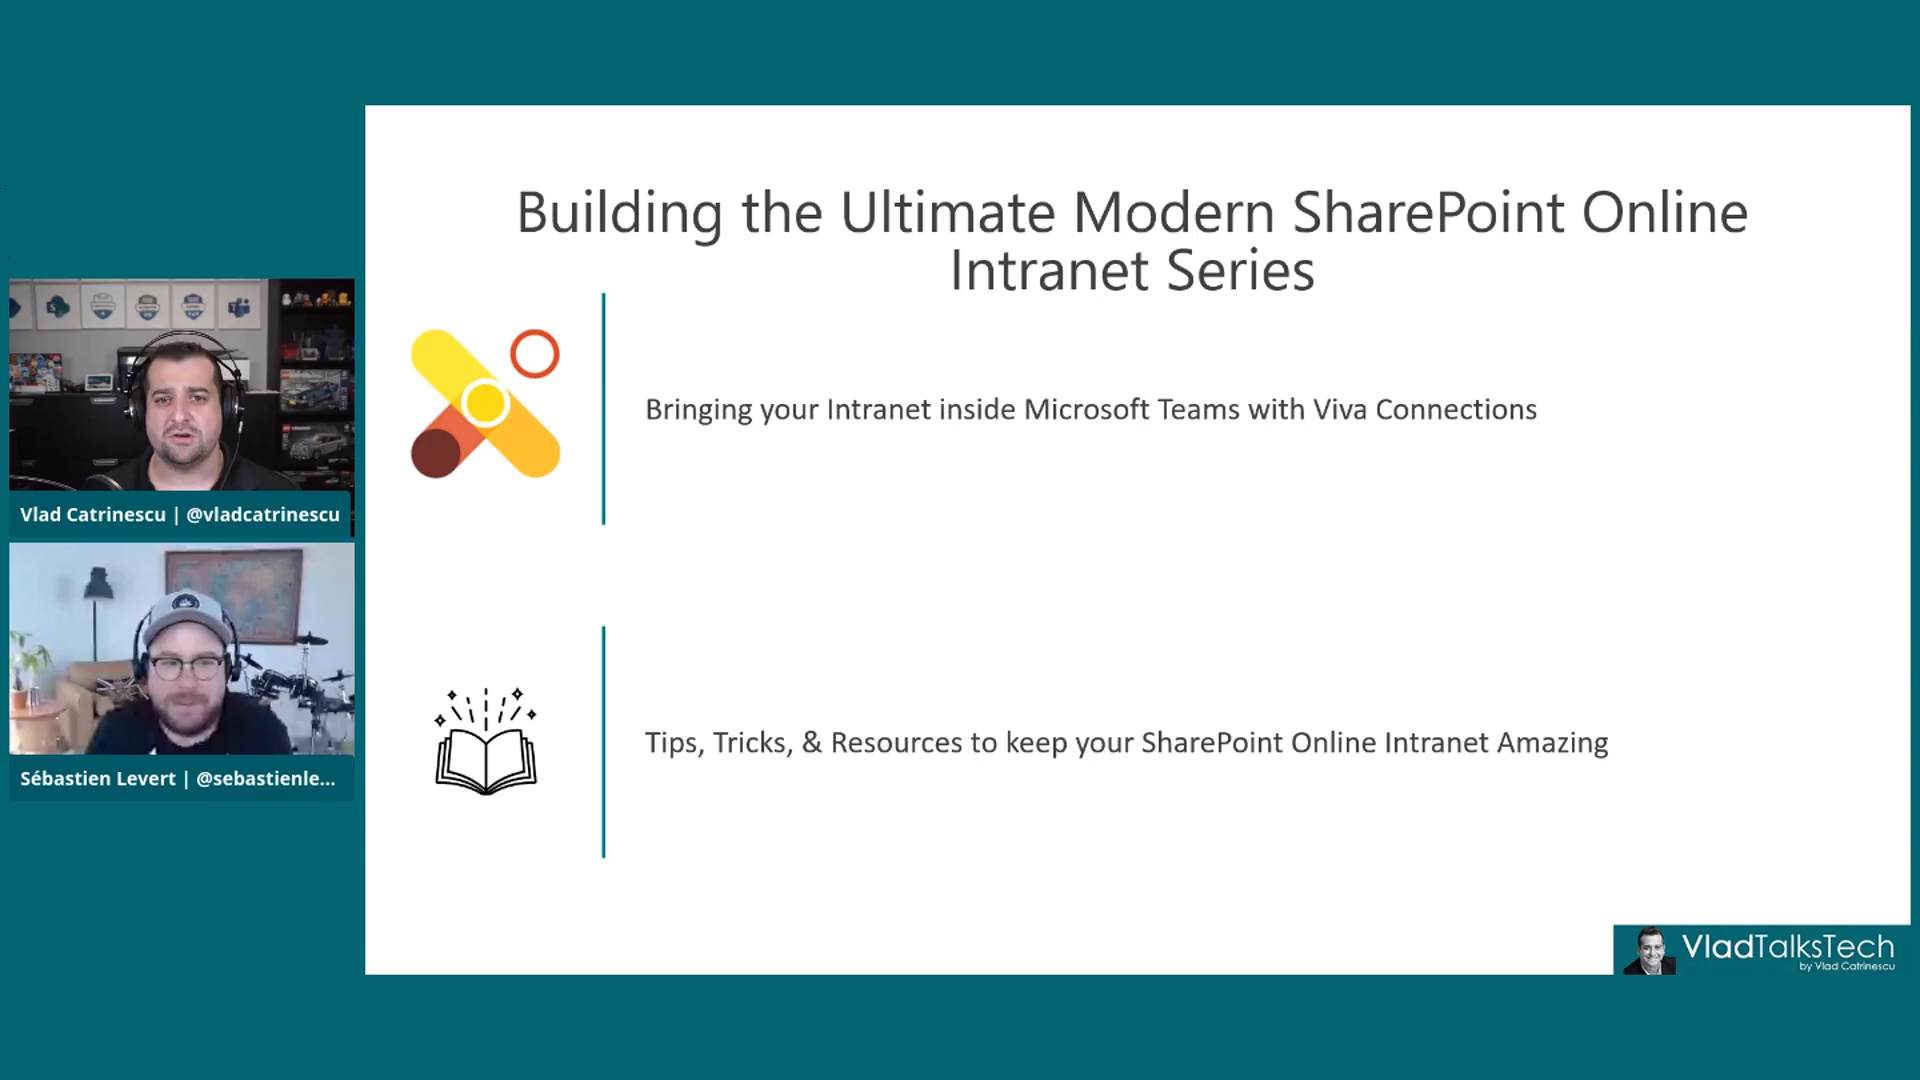 Building the Ultimate Modern SharePoint Online
Intranet Series
Bringing your Intranet inside Microsoft Teams with Viva Connections
Tips, Tricks, & Resources to keep your SharePoint Online Intranet Amazing
Vlad Catrinescu | @vladcatrinescu
Sébastien Levert | @sebastienle...
VladTalksTech
by Vlad Catrinescu